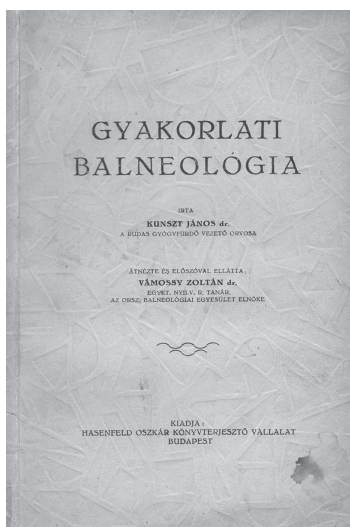 GYAKORLATI
BALNEOLÓGIA
IRTA
KUNSZT JÁNOS dr.
A RUDAS GYÓGYFÜRDŐ VEZETŐ ORVOSA
ÁTNÉZTE ÉS ELŐSZÓVAL ELLÁTTA:
VÁMOSSY ZOLTÁN dr.
EGYET. NYILV. R. TANÁR,
AZ ORSZ. BALNEOLÓGIAI EGYESÜLET ELNÖKE
KIADJA:
HASENFELD OSZKÁR KÖNYVTERJESZTŐ VÁLLALAT
BUDAPEST